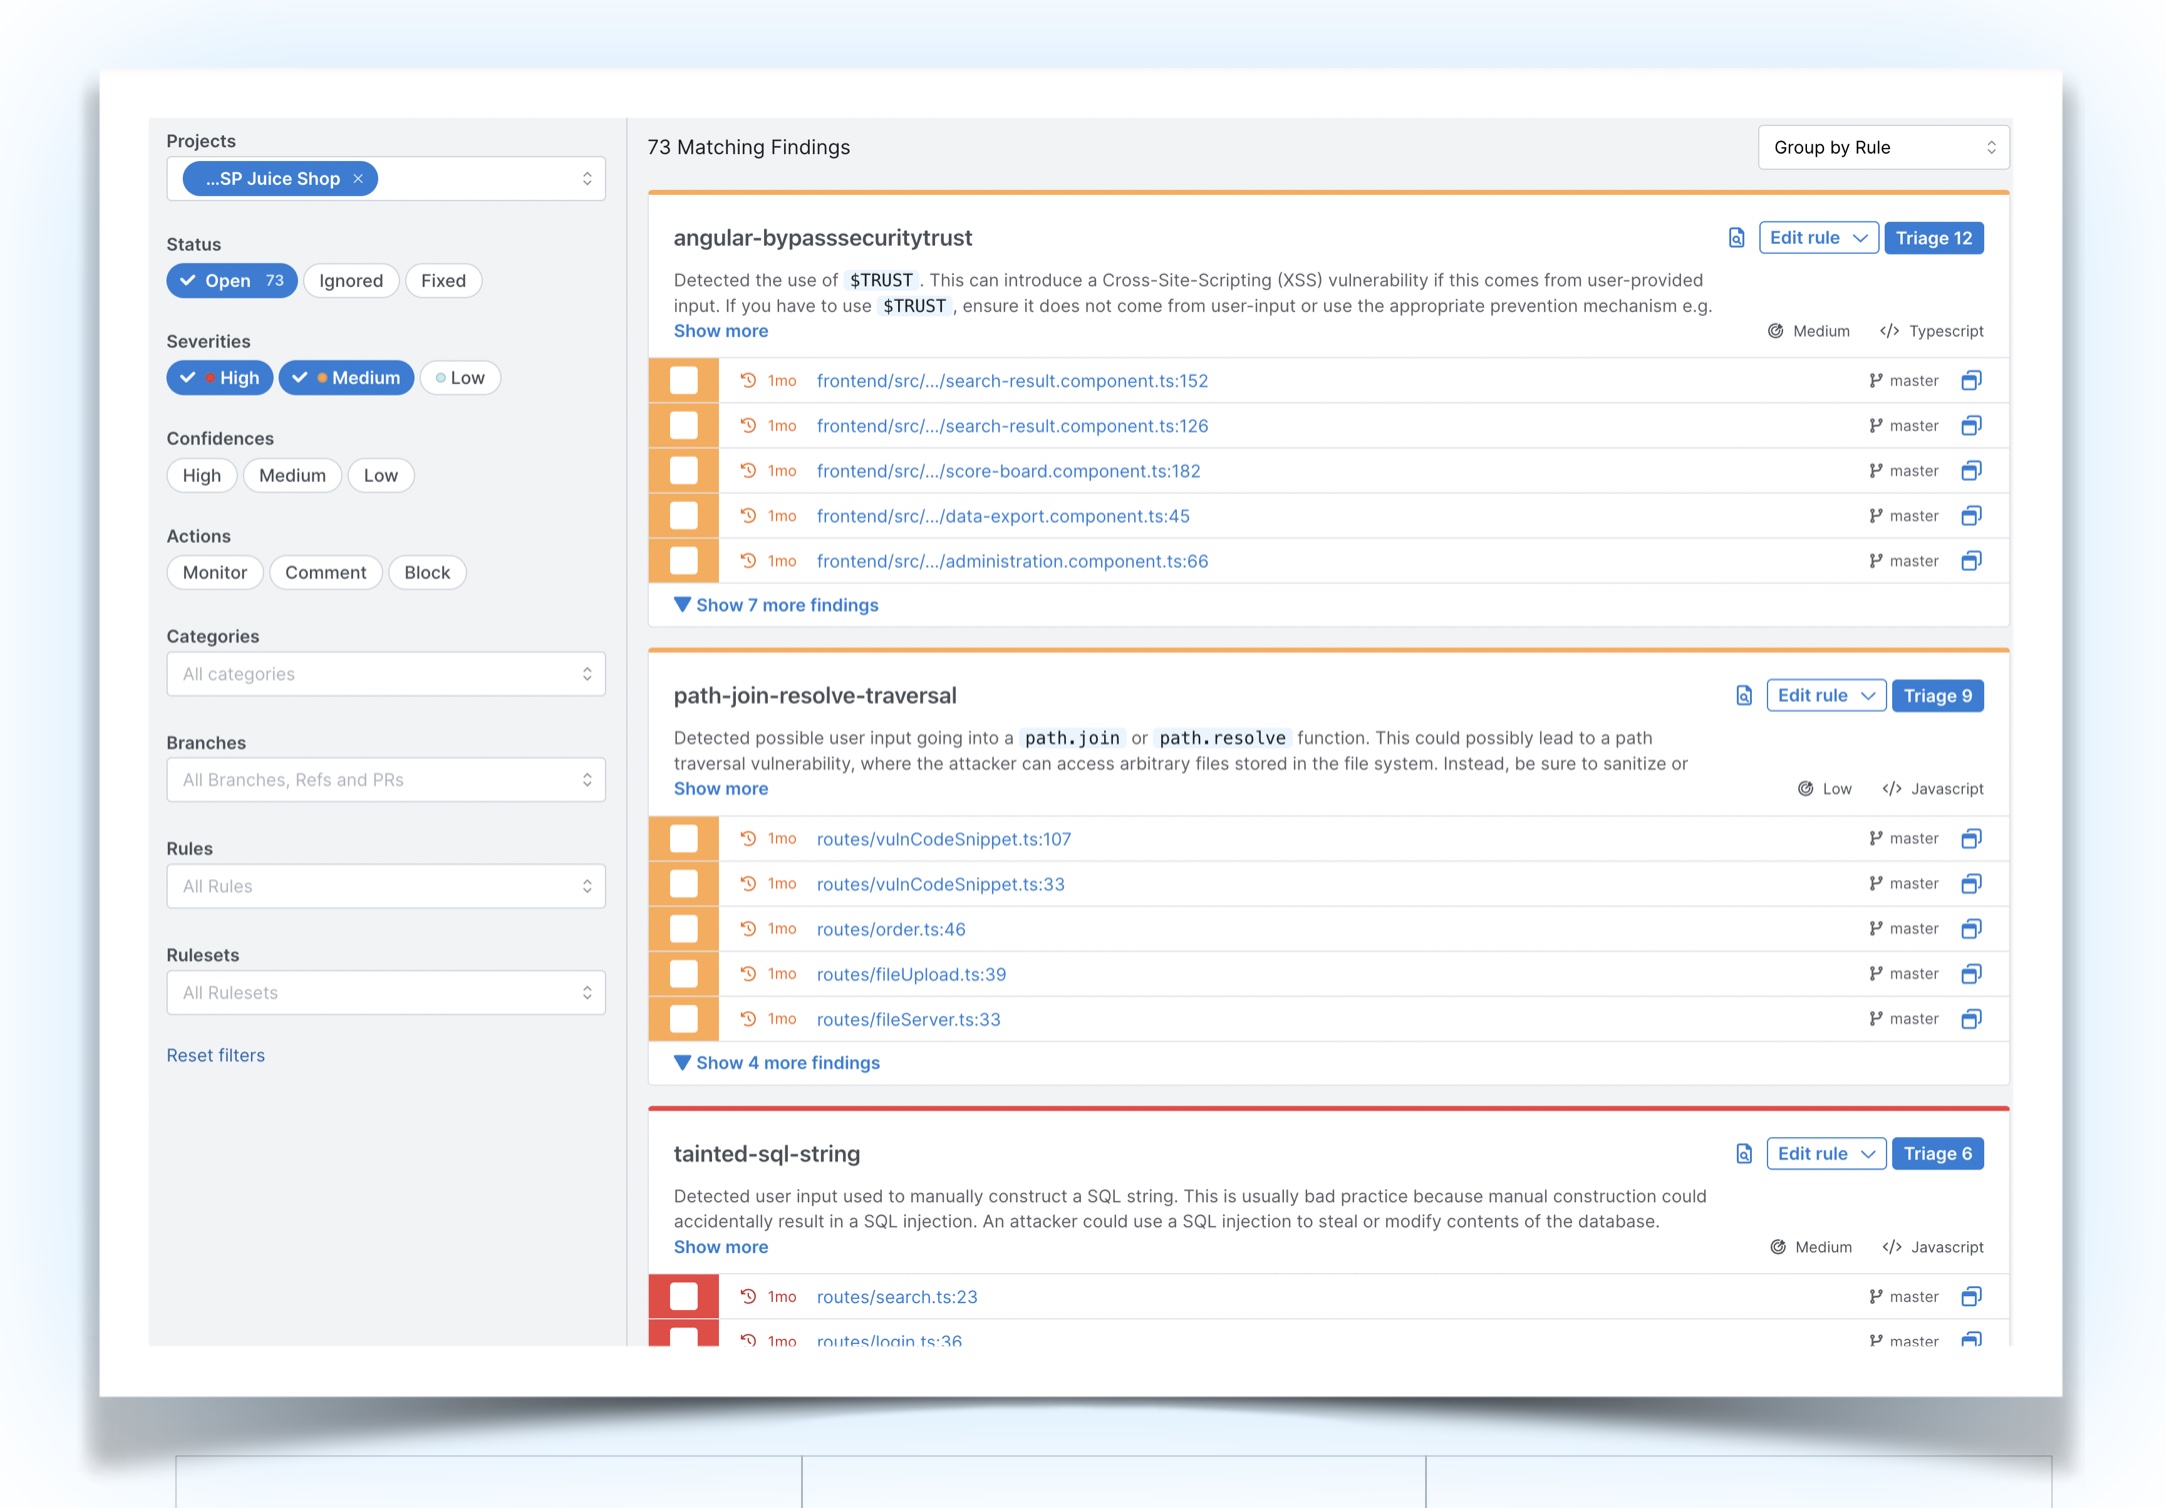 Projects
...SP Juice Shop ×
Status
Open 73 Ignored Fixed
Severities
High Medium Low
Confidences
High Medium Low
Actions
Monitor Comment Block
Categories
All categories
Branches
All Branches, Refs and PRs
Rules
All Rules
Rulesets
All Rulesets
Reset filters
73 Matching Findings
Group by Rule
angular-bypasssecuritytrust
Edit rule Triage 12
Detected the use of $TRUST. This can introduce a Cross-Site-Scripting (XSS) vulnerability if this comes from user-provided
input. If you have to use $TRUST, ensure it does not come from user-input or use the appropriate prevention mechanism e.g.
Show more
Medium </> Typescript
1mo frontend/src/.../search-result.component.ts:152 master
1mo frontend/src/.../search-result.component.ts:126 master
1mo frontend/src/.../score-board.component.ts:182 master
1mo frontend/src/.../data-export.component.ts:45 master
1mo frontend/src/.../administration.component.ts:66 master
Show 7 more findings
path-join-resolve-traversal
Edit rule Triage 9
Detected possible user input going into a path.join or path.resolve function. This could possibly lead to a path
traversal vulnerability, where the attacker can access arbitrary files stored in the file system. Instead, be sure to sanitize or
Show more
Low </> Javascript
1mo routes/vulnCodeSnippet.ts:107 master
1mo routes/vulnCodeSnippet.ts:33 master
1mo routes/order.ts:46 master
1mo routes/fileUpload.ts:39 master
1mo routes/fileServer.ts:33 master
Show 4 more findings
tainted-sql-string
Edit rule Triage 6
Detected user input used to manually construct a SQL string. This is usually bad practice because manual construction could
accidentally result in a SQL injection. An attacker could use a SQL injection to steal or modify contents of the database.
Show more
Medium </> Javascript
1mo routes/search.ts:23 master
1mo routes/login.ts:36 master